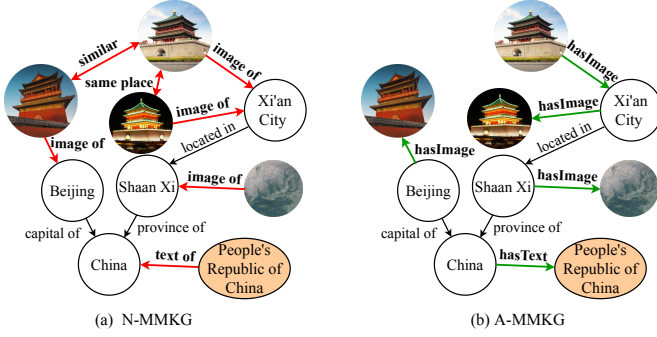 similar
image of
same place
image of
Xi'an
City
image of
located in
Beijing
Shaan Xi
image of
capital of
province of
China
text of
People's
Republic of
China
(a) N-MMKG
hasImage
hasImage
Xi'an
City
hasImage
located in
Beijing
Shaan Xi
hasImage
capital of
province of
China
hasText
People's
Republic of
China
(b) A-MMKG